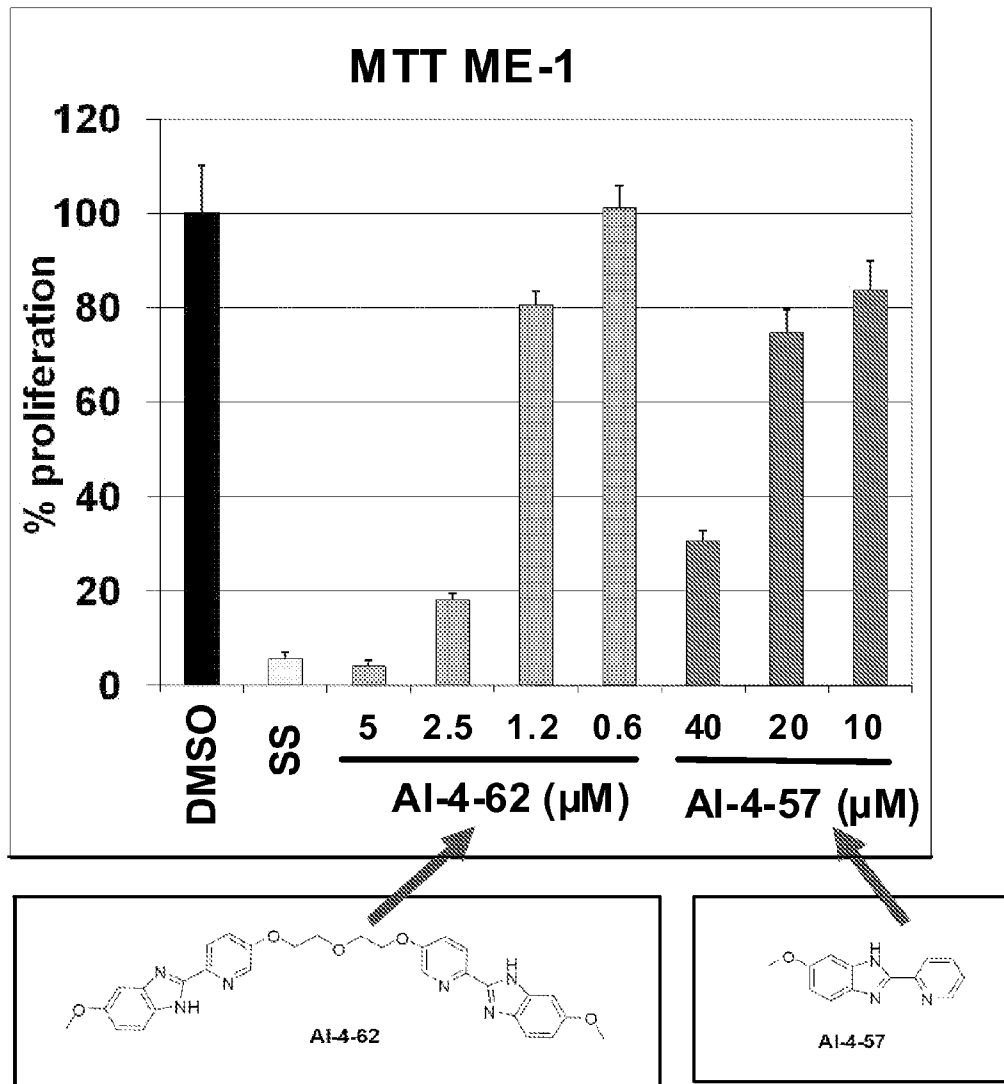 MTT ME-1
% proliferation
120
100
80
60
40
20
0
DMSO
SS
5 2.5 1.2 0.6 40 20 10
AI-4-62 (µM) AI-4-57 (µM)
O O O
N N N H N
O NH N O
AI-4-62
H
O N
N N
AI-4-57